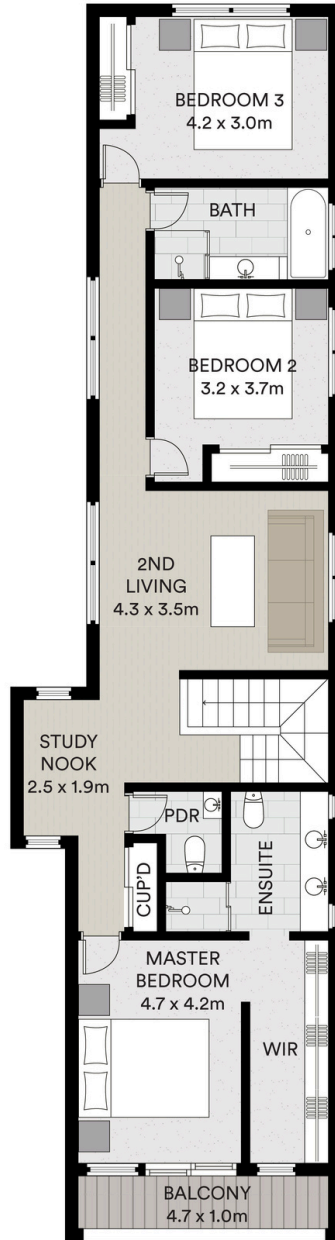 BEDROOM 3
4.2 x 3.0m
BATH
BEDROOM 2
3.2 x 3.7m
2ND
LIVING
4.3 x 3.5m
STUDY
NOOK
2.5 x 1.9m
PDR
CUP'D
ENSUITE
MASTER
BEDROOM
4.7 x 4.2m
WIR
BALCONY
4.7 x 1.0m